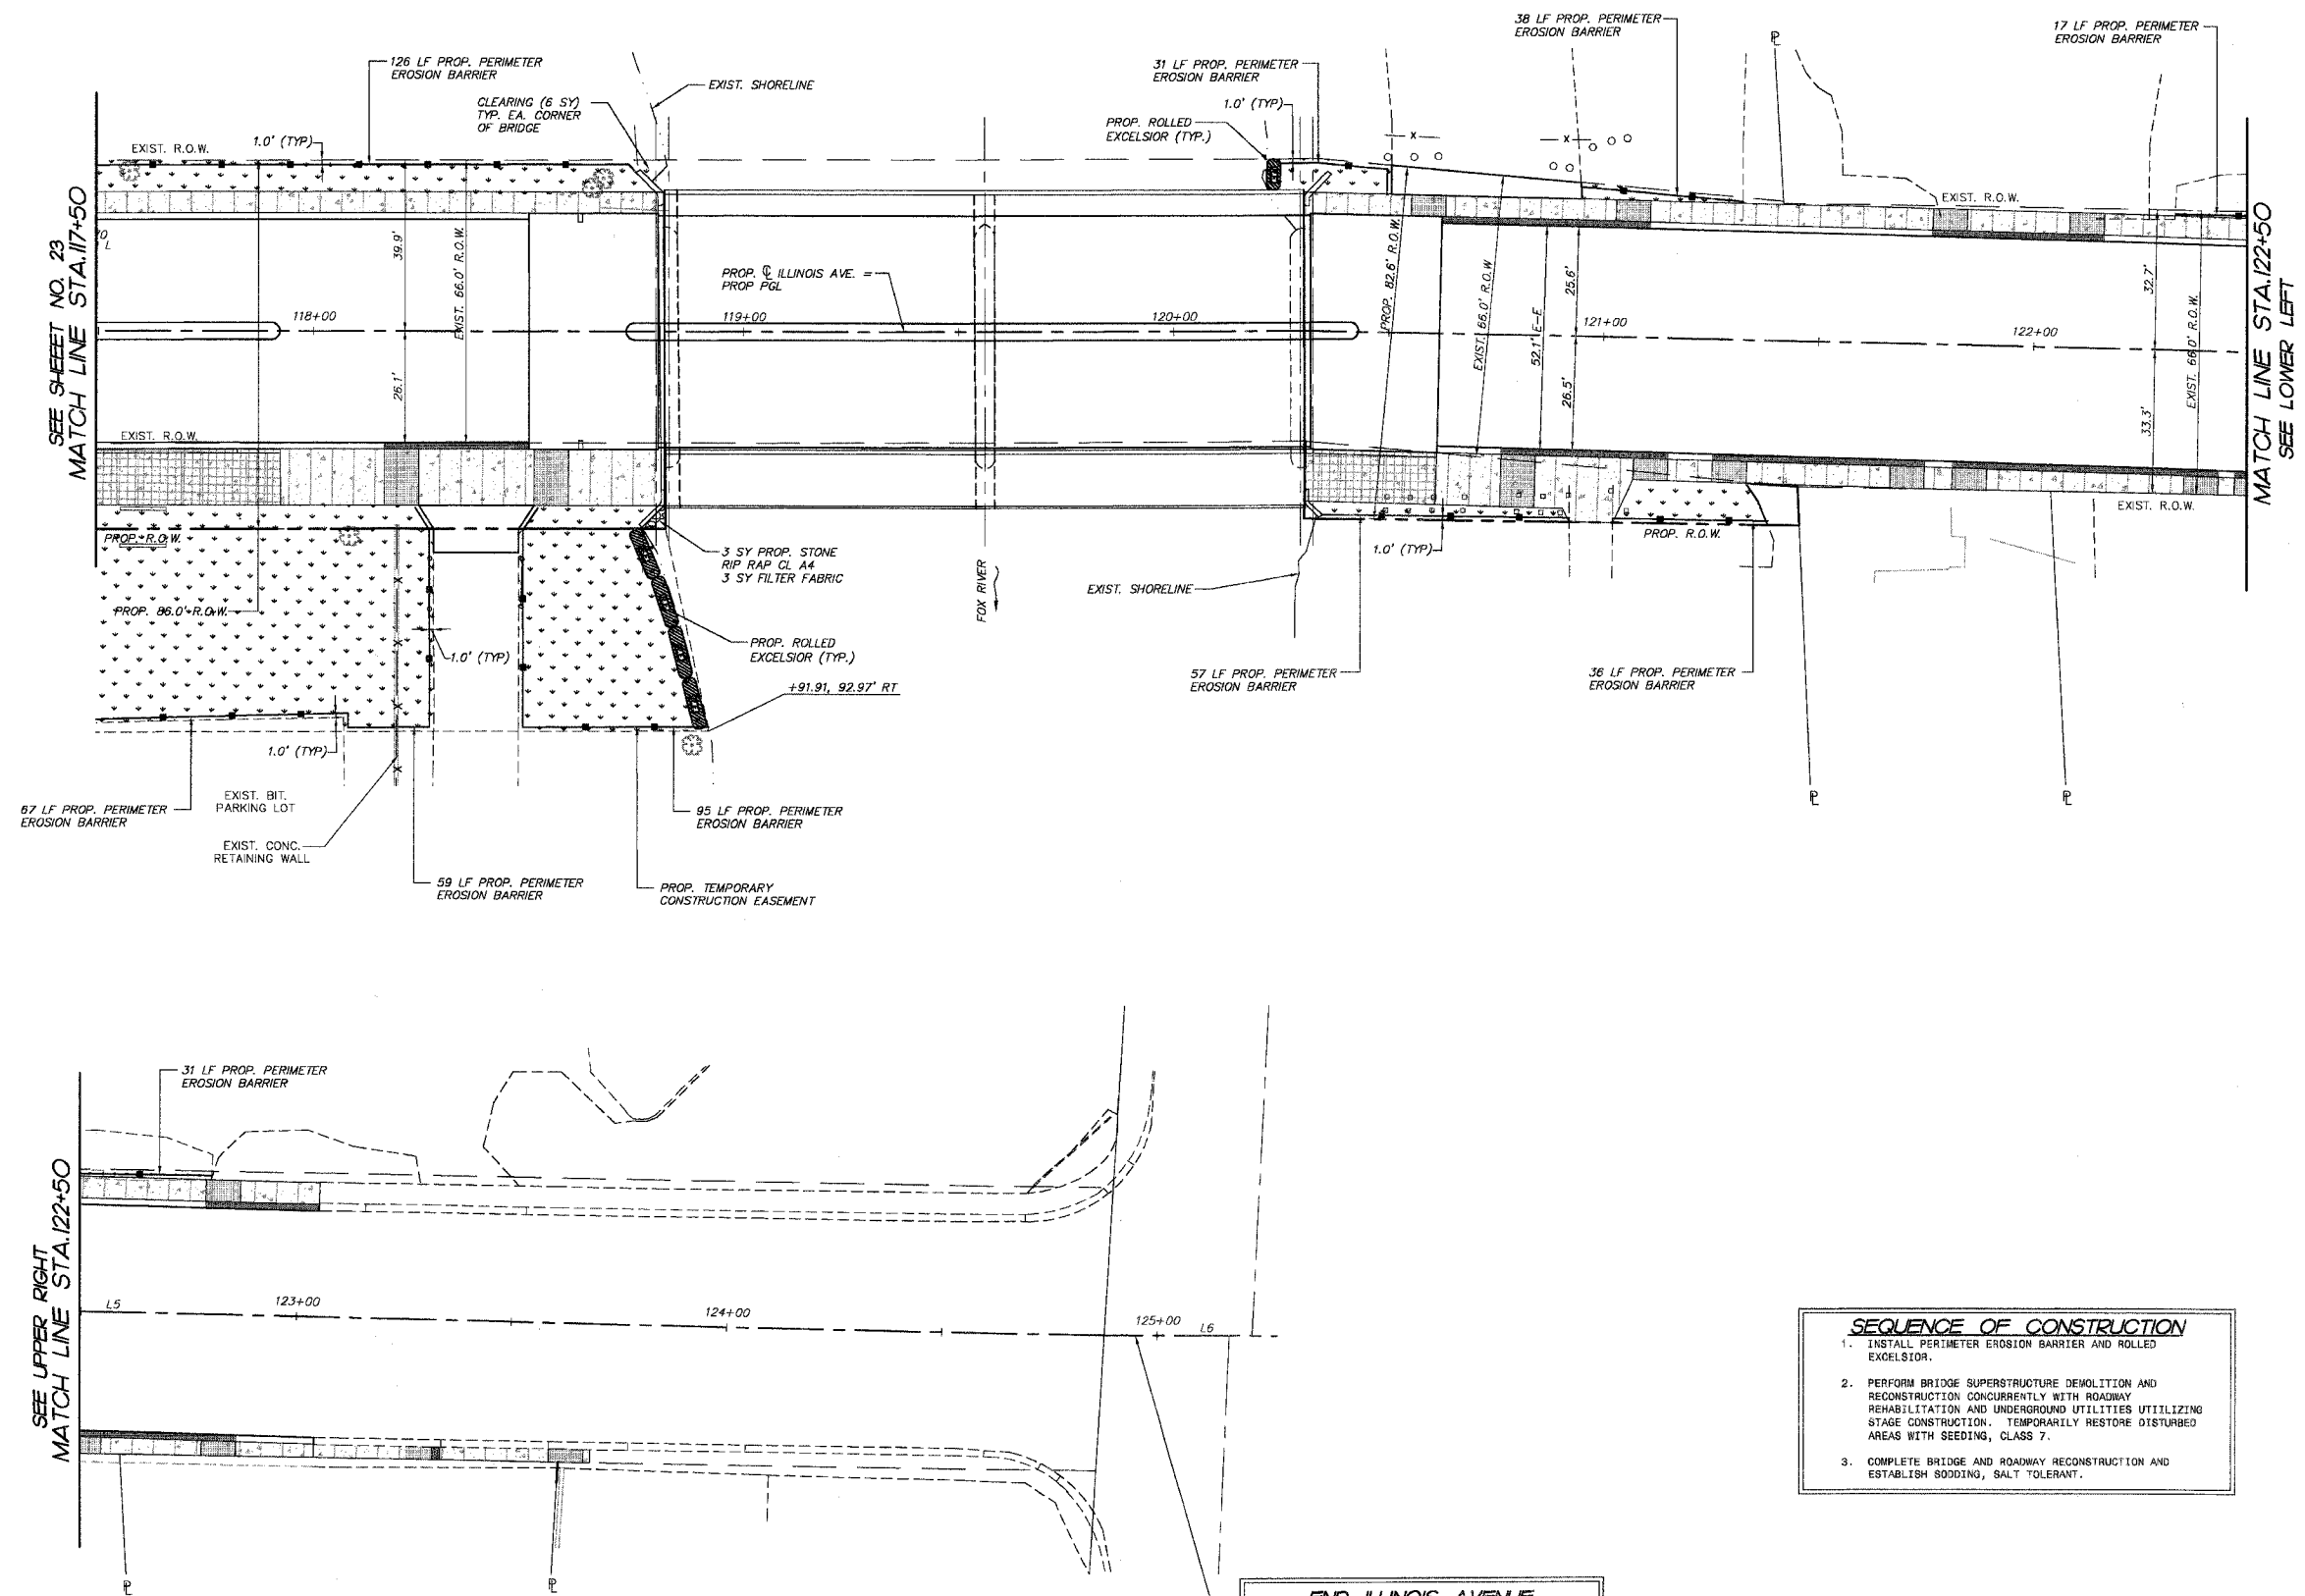 38 LF PROP. PERIMETER
EROSION BARRIER
17 LF PROP. PERIMETER
EROSION BARRIER
126 LF PROP. PERIMETER
EROSION BARRIER
31 LF PROP. PERIMETER
EROSION BARRIER
EXIST. SHORELINE
CLEARING (6 SY)
TYP. EA. CORNER
OF BRIDGE
1.0' (TYP)
PROP. ROLLED
EXCELSIOR (TYP.)
EXIST. R.O.W.
1.0' (TYP)
EXIST. R.O.W.
SEE SHEET NO. 23
MATCH LINE STA.117+50
39.9'
EXIST. 66.0' R.O.W.
26.1'
118+00
PROP. ℄ ILLINOIS AVE. =
PROP PGL
119+00
120+00
PROP. 82.6' R.O.W.
EXIST. 66.0' R.O.W
52.1' E-E
25.6'
26.5'
121+00
122+00
32.7'
33.3'
EXIST. 66.0' R.O.W.
MATCH LINE STA.122+50
SEE LOWER LEFT
EXIST. R.O.W.
EXIST. R.O.W.
PROP. R.O.W.
PROP. R.O.W.
1.0' (TYP)
3 SY PROP. STONE
RIP RAP CL A4
3 SY FILTER FABRIC
FOX RIVER
EXIST. SHORELINE
PROP. 86.0' R.O.W.
1.0' (TYP)
PROP. ROLLED
EXCELSIOR (TYP.)
+91.91, 92.97' RT
57 LF PROP. PERIMETER
EROSION BARRIER
36 LF PROP. PERIMETER
EROSION BARRIER
1.0' (TYP)
67 LF PROP. PERIMETER
EROSION BARRIER
EXIST. BIT.
PARKING LOT
95 LF PROP. PERIMETER
EROSION BARRIER
EXIST. CONC.
RETAINING WALL
59 LF PROP. PERIMETER
EROSION BARRIER
PROP. TEMPORARY
CONSTRUCTION EASEMENT
31 LF PROP. PERIMETER
EROSION BARRIER
SEE UPPER RIGHT
MATCH LINE STA.122+50
L5
123+00
124+00
125+00
L6
SEQUENCE OF CONSTRUCTION
1. INSTALL PERIMETER EROSION BARRIER AND ROLLED
EXCELSIOR.
2. PERFORM BRIDGE SUPERSTRUCTURE DEMOLITION AND
RECONSTRUCTION CONCURRENTLY WITH ROADWAY
REHABILITATION AND UNDERGROUND UTILITIES UTIILIZING
STAGE CONSTRUCTION. TEMPORARILY RESTORE DISTURBED
AREAS WITH SEEDING, CLASS 7.
3. COMPLETE BRIDGE AND ROADWAY RECONSTRUCTION AND
ESTABLISH SODDING, SALT TOLERANT.
END ILLINOIS AVENUE